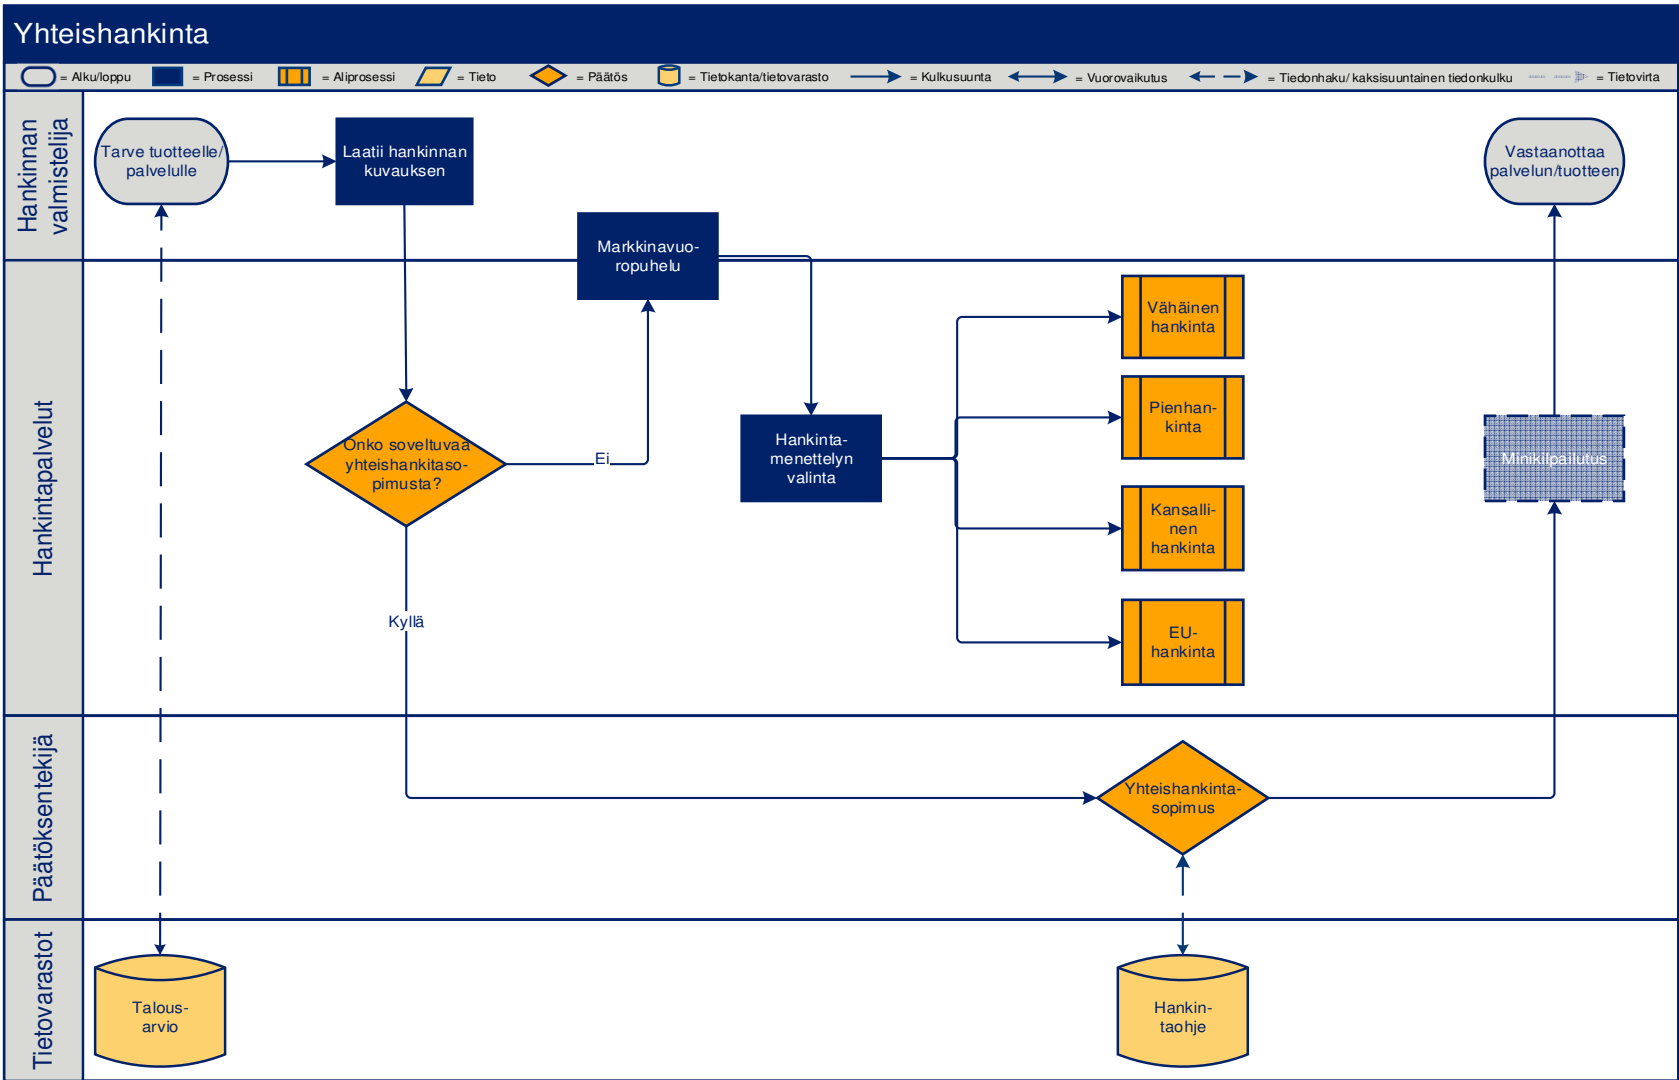 Yhteishankinta
= Alku/loppu
= Prosessi
= Aliprosessi
= Tieto
= Päätös
= Tietokanta/tietovarasto
= Kulkusuunta
= Vuorovaikutus
= Tiedonhaku/ kaksisuuntainen tiedonkulku
= Tietovirta
Hankinnan
valmistelija
Tarve tuotteelle/
palvelulle
Laatii hankinnan
kuvauksen
Vastaanottaa
palvelun/tuotteen
Markkinavuo-
ropuhelu
Hankintapalvelut
Vähäinen
hankinta
Pienhan-
kinta
Onko soveltuvaa
yhteishankitaso-
pimusta?
Ei
Hankinta-
menettelyn
valinta
Minikilpailutus
Kansalli-
nen
hankinta
Kyllä
EU-
hankinta
Päätöksentekijä
Yhteishankinta-
sopimus
Tietovarastot
Talous-
arvio
Hankin-
taohje